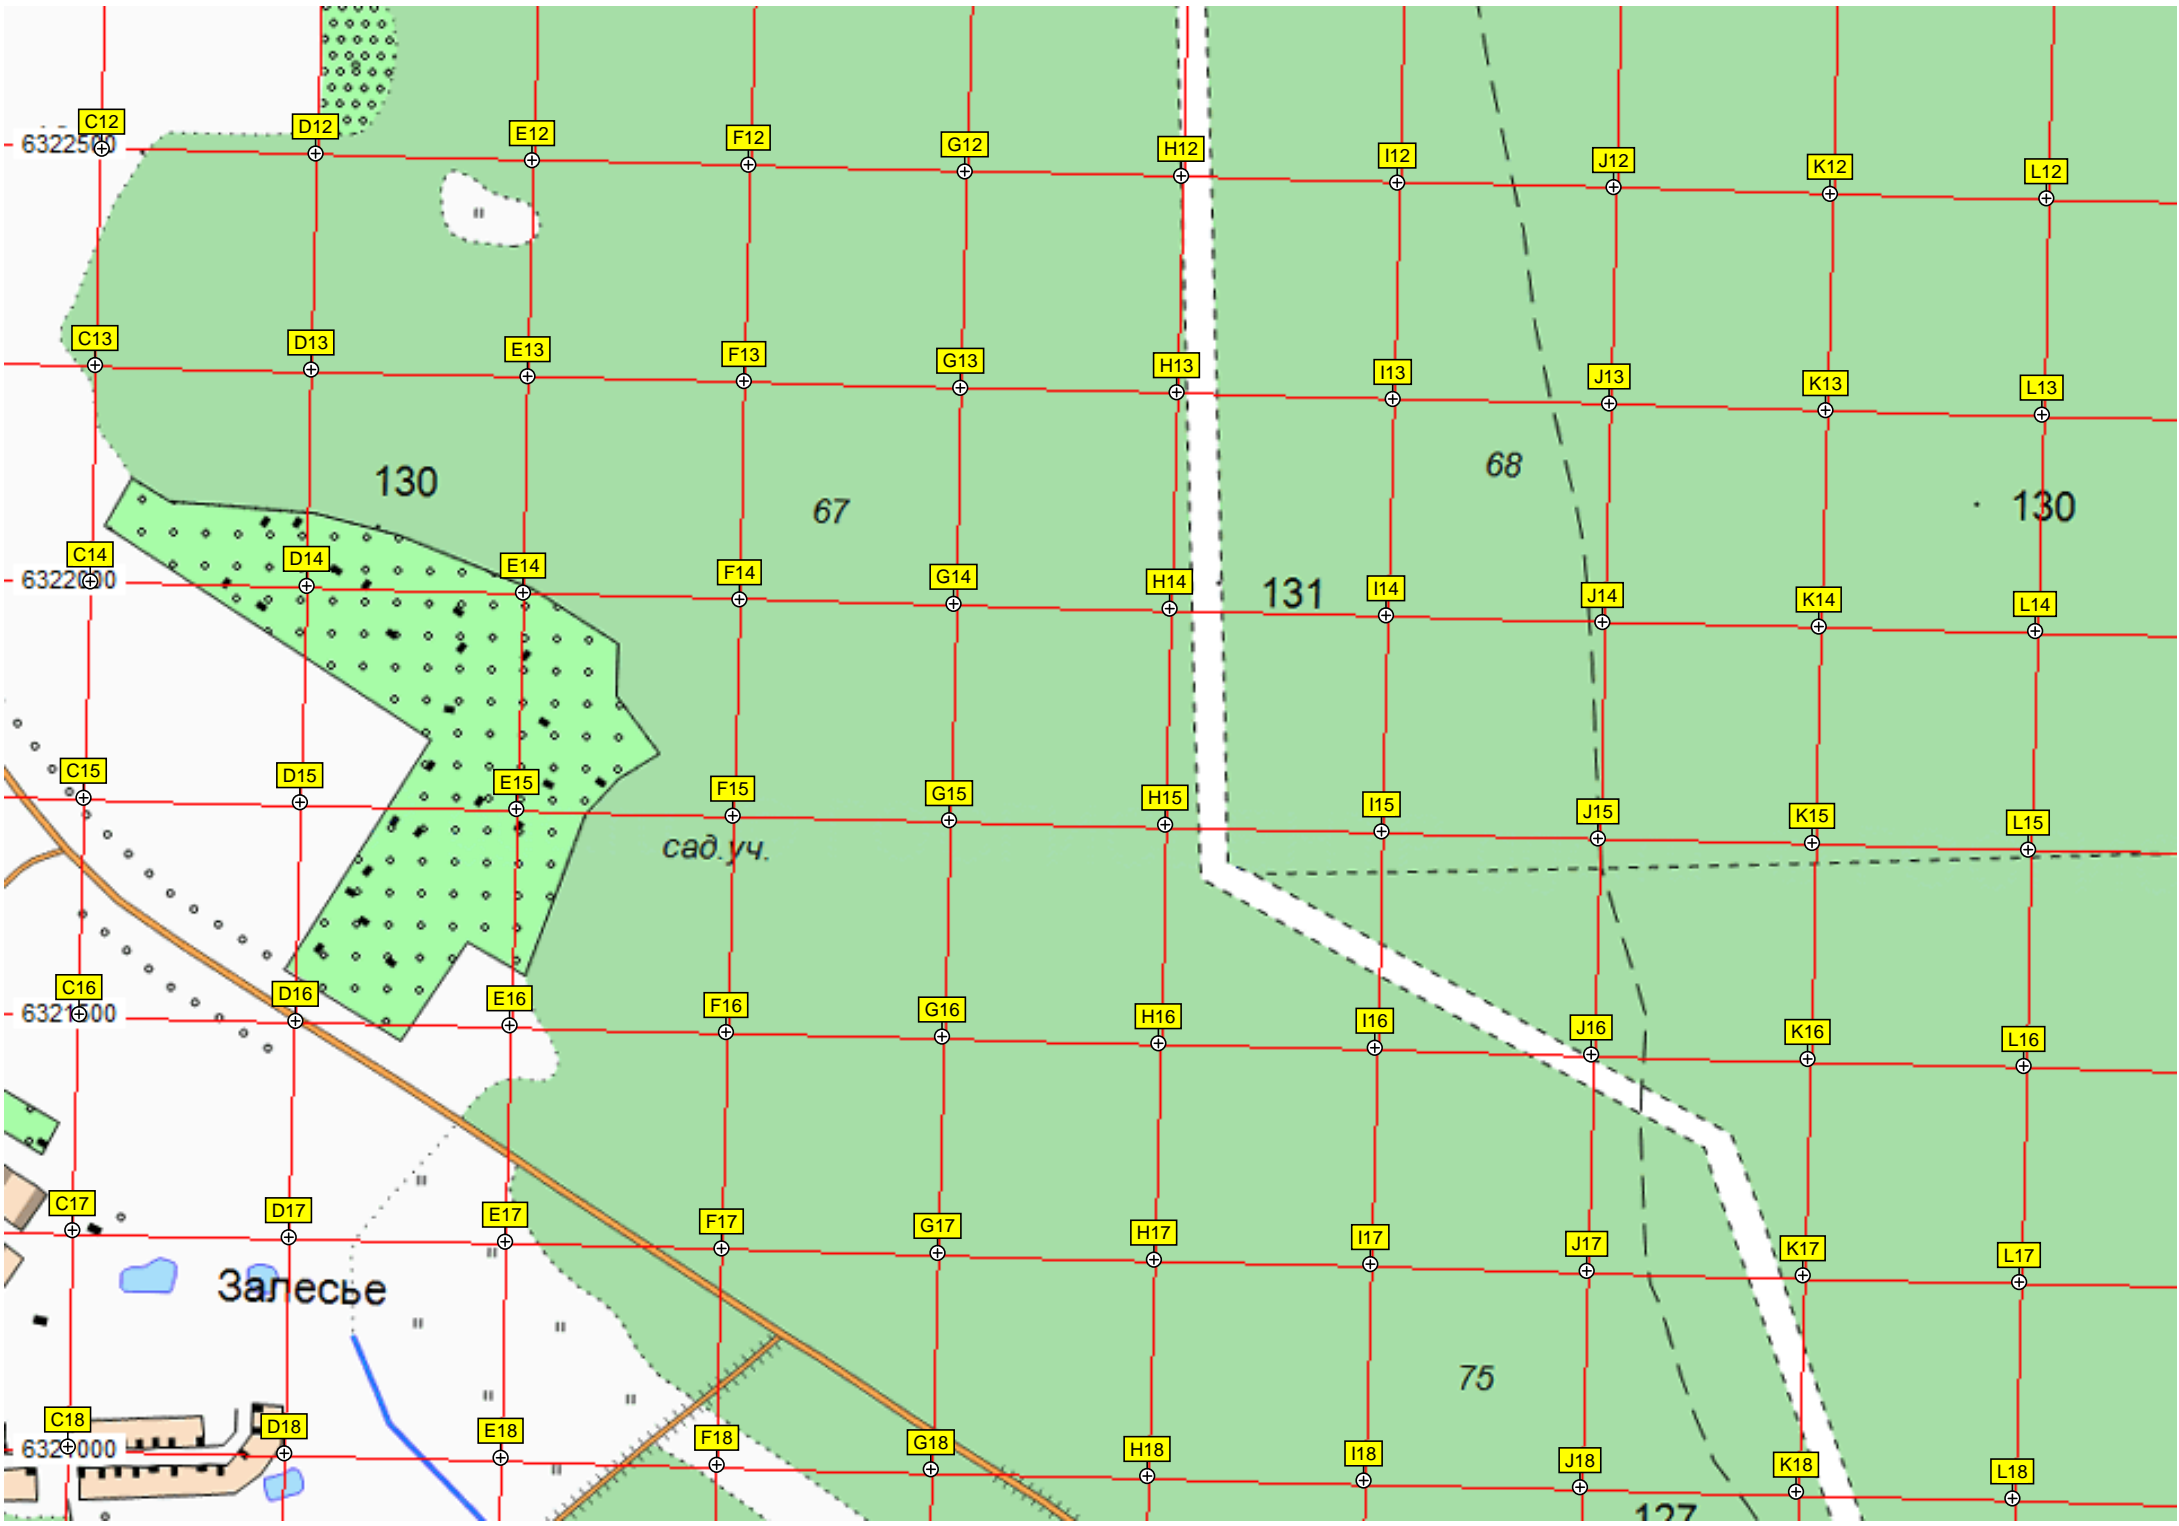 C12 D12 E12 F12 G12 H12 I12 J12 K12 L12
6322500
C13 D13 E13 F13 G13 H13 I13 J13 K13 L13
130 67 68 130
C14 D14 E14 F14 G14 H14 I14 J14 K14 L14
6322000 131
C15 D15 E15 F15 G15 H15 I15 J15 K15 L15
сад.уч.
C16 D16 E16 F16 G16 H16 I16 J16 K16 L16
6321500
C17 D17 E17 F17 G17 H17 I17 J17 K17 L17
Залесье
75
C18 D18 E18 F18 G18 H18 I18 J18 K18 L18
6321000
127